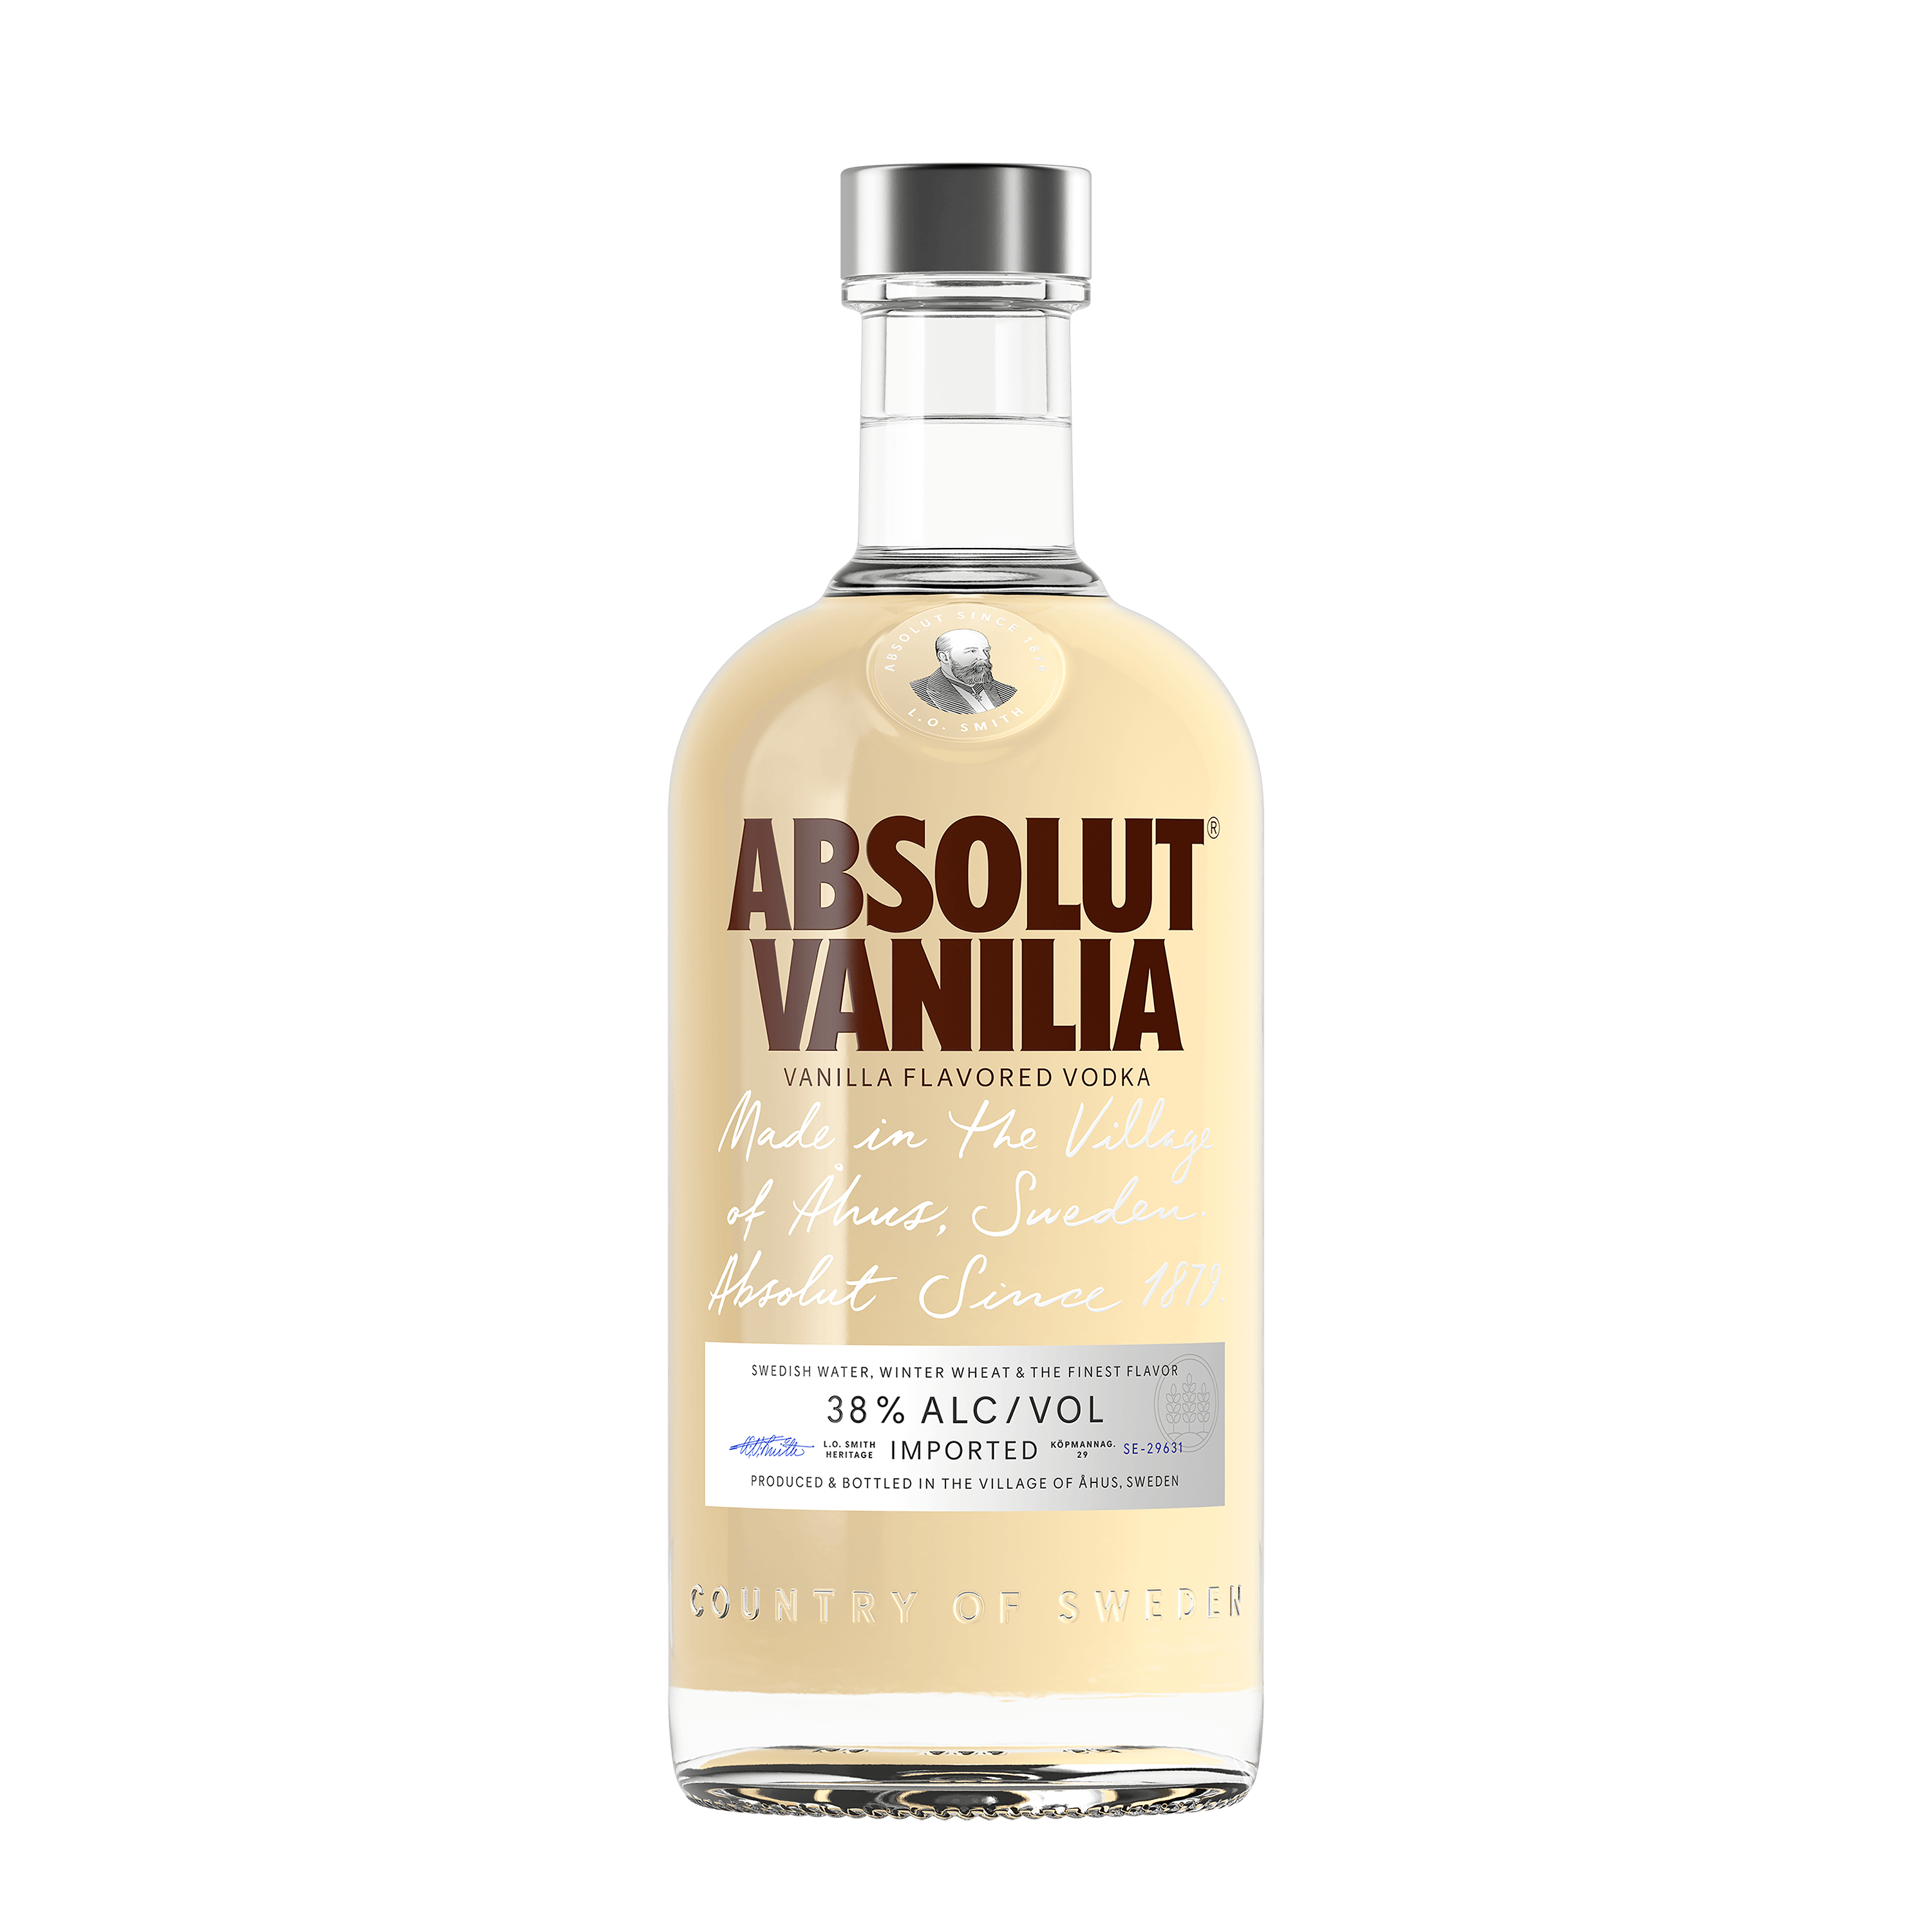 ABSOLUT SINCE 1879
L.O. SMITH
ABSOLUT®
VANILIA
VANILLA FLAVORED VODKA
Made in the Village
of Åhus, Sweden.
Absolut Since 1879.
SWEDISH WATER, WINTER WHEAT & THE FINEST FLAVOR
38% ALC/VOL
L.O. SMITH HERITAGE IMPORTED KÖPMANNAG. 29 SE-29631
PRODUCED & BOTTLED IN THE VILLAGE OF ÅHUS, SWEDEN
COUNTRY OF SWEDEN